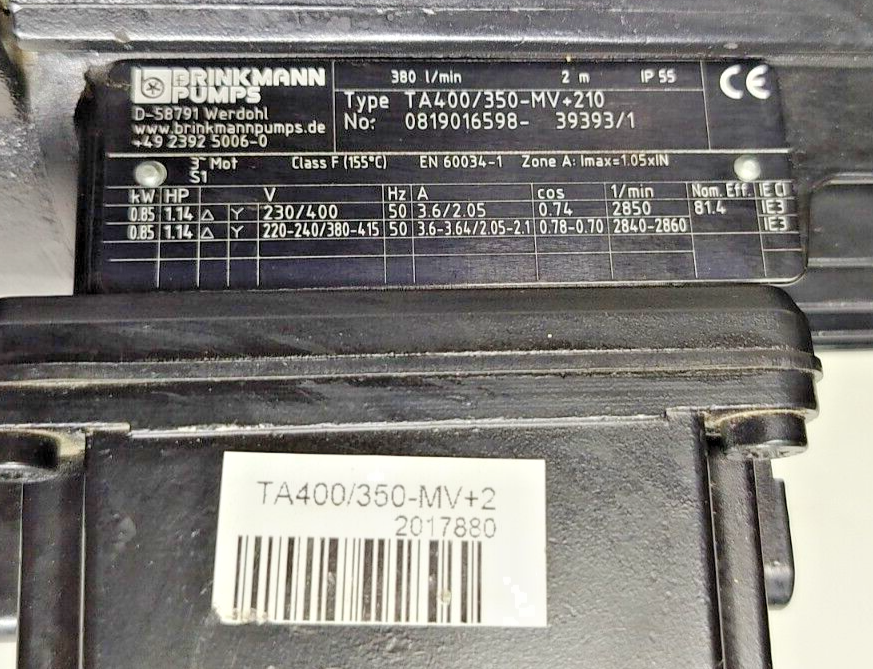 BRINKMANN
PUMPS
D-58791 Werdohl
www.brinkmannpumps.de
+49 2392 5006-0
380 l/min 2 m IP 55
Type TA400/350-MV+210
No: 0819016598- 39393/1
CE
3~Mot Class F (155°C) EN 60034-1 Zone A: Imax=1.05xIN
S1
kW HP V Hz A cos 1/min Nom. Eff. IE Cl
0.85 1.14 △ Y 230/400 50 3.6/2.05 0.74 2850 81.4 IE3
0.85 1.14 △ Y 220-240/380-415 50 3.6-3.64/2.05-2.1 0.78-0.70 2840-2860 IE3
TA400/350-MV+2
2017880